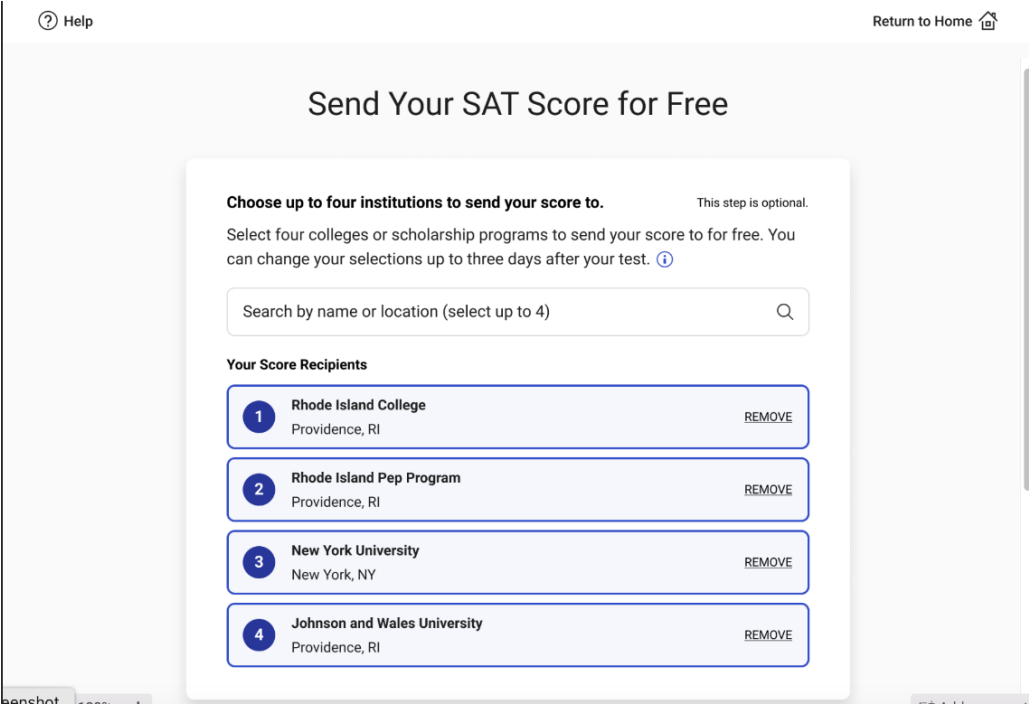 Help
Return to Home
Send Your SAT Score for Free
Choose up to four institutions to send your score to.
This step is optional.
Select four colleges or scholarship programs to send your score to for free. You
can change your selections up to three days after your test.
Search by name or location (select up to 4)
Your Score Recipients
1
Rhode Island College
Providence, RI
REMOVE
2
Rhode Island Pep Program
Providence, RI
REMOVE
3
New York University
New York, NY
REMOVE
4
Johnson and Wales University
Providence, RI
REMOVE